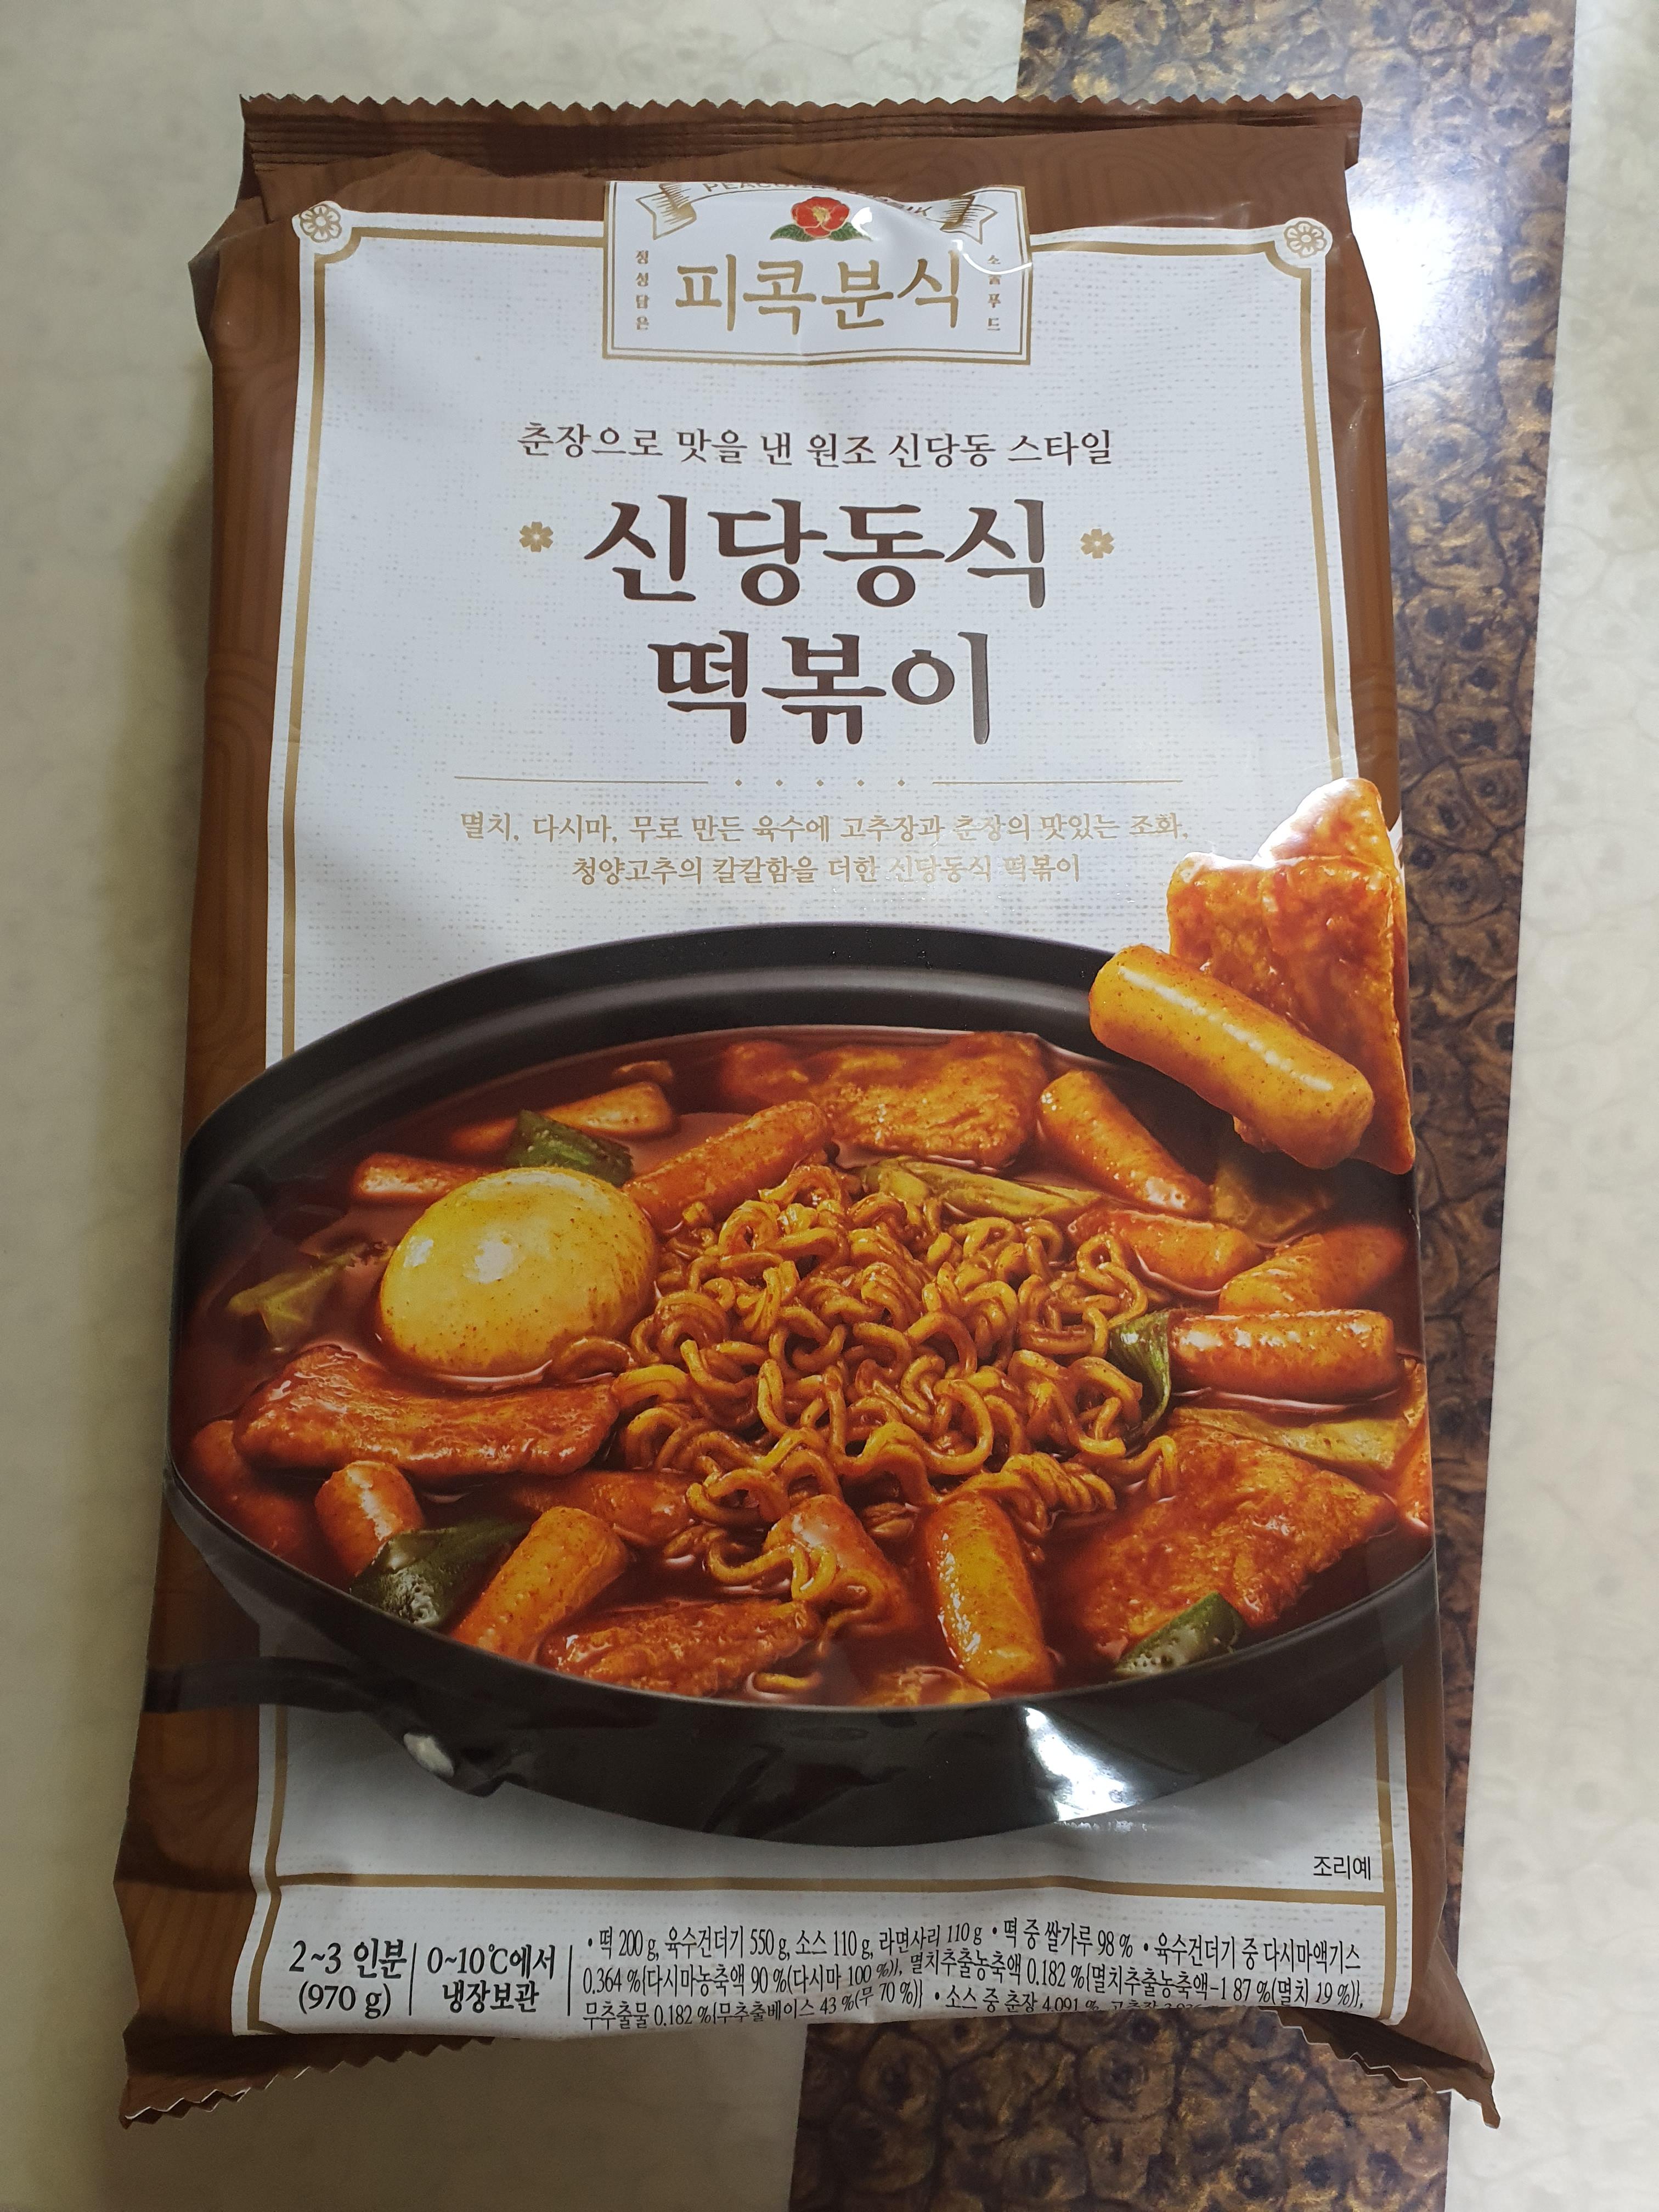 정성담은
피콕분식
소울푸드
춘장으로 맛을 낸 원조 신당동 스타일
신당동식
떡볶이
멸치, 다시마, 무로 만든 육수에 고추장과 춘장의 맛있는 조화,
청양고추의 칼칼함을 더한 신당동식 떡볶이
조리예
2~3 인분
(970 g)
0~10℃에서
냉장보관
• 떡 200 g, 육수건더기 550 g, 소스 110 g, 라면사리 110 g • 떡 중 쌀가루 98 % • 육수건더기 중 다시마엑기스
0.364 %{다시마농축액 90 %(다시마 100 %)}, 멸치추출농축액 0.182 %{멸치추출농축액-1 87 %(멸치 19 %)},
무추출물 0.182 %{무추출베이스 43 %(무 70 %)} • 소스 중 춘장 4.091 %, 고추장